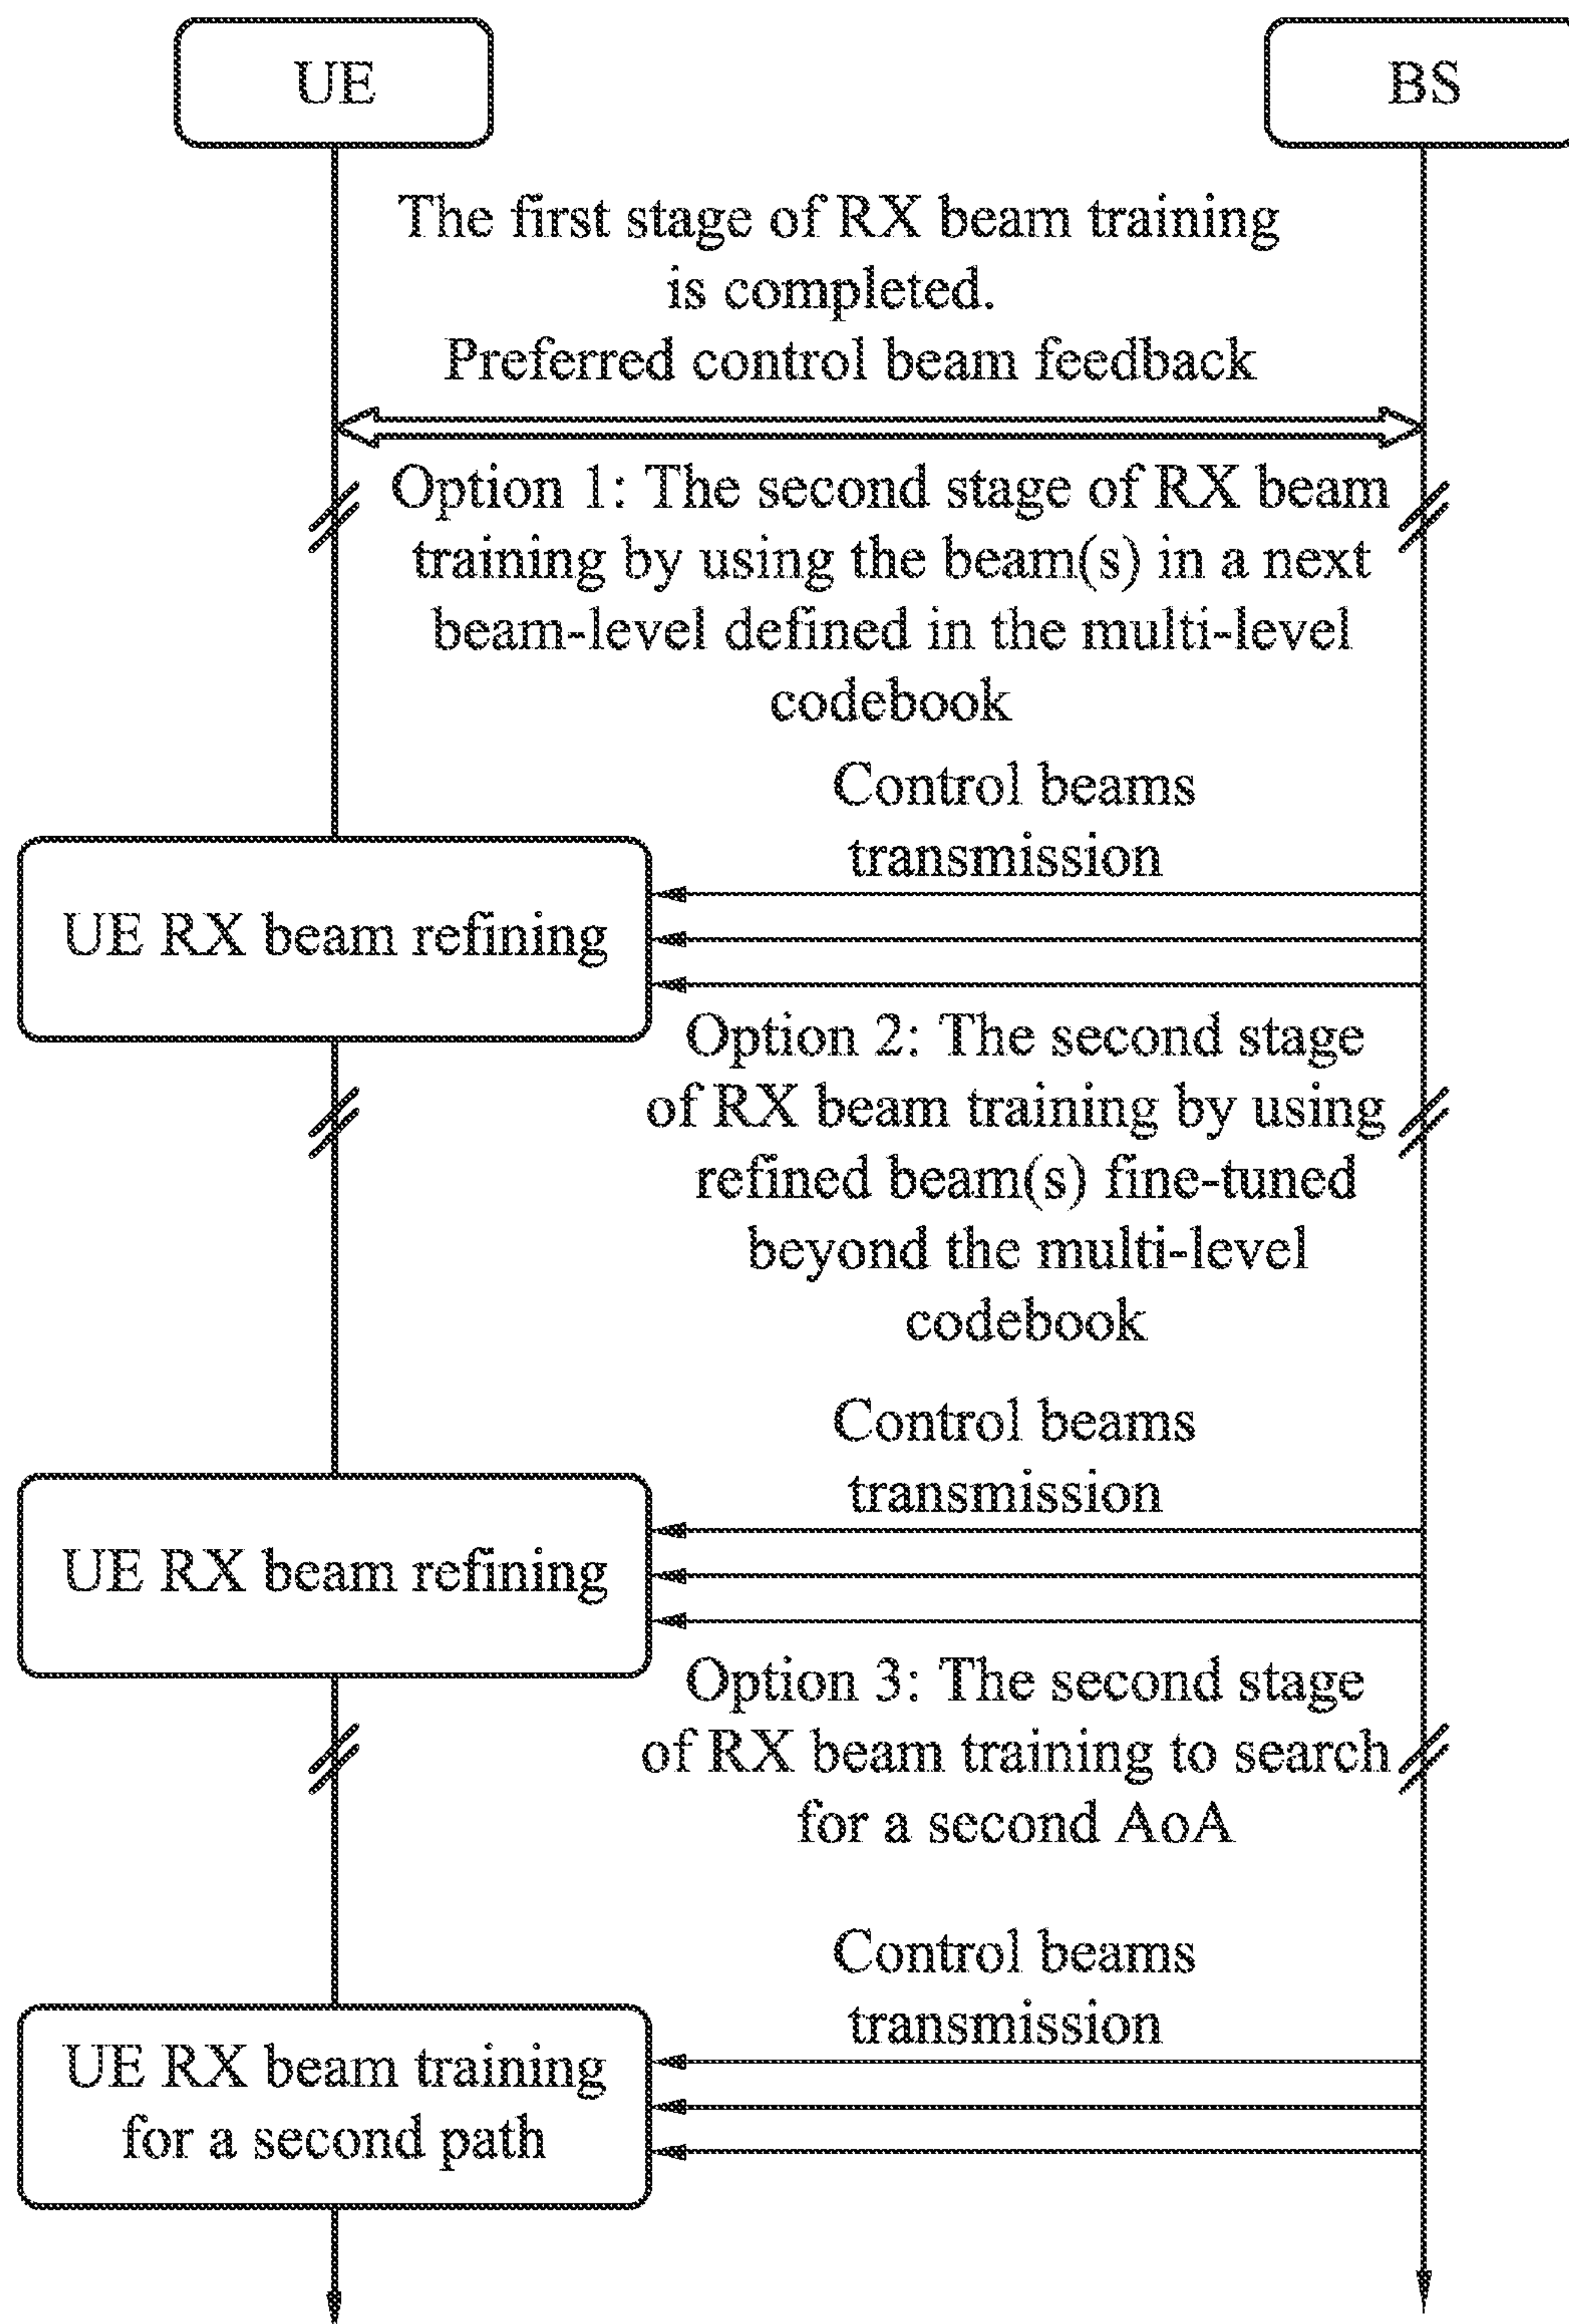 UE
BS
The first stage of RX beam training
is completed.
Preferred control beam feedback
Option 1: The second stage of RX beam
training by using the beam(s) in a next
beam-level defined in the multi-level
codebook
Control beams
transmission
UE RX beam refining
Option 2: The second stage
of RX beam training by using
refined beam(s) fine-tuned
beyond the multi-level
codebook
Control beams
transmission
UE RX beam refining
Option 3: The second stage
of RX beam training to search
for a second AoA
Control beams
transmission
UE RX beam training
for a second path